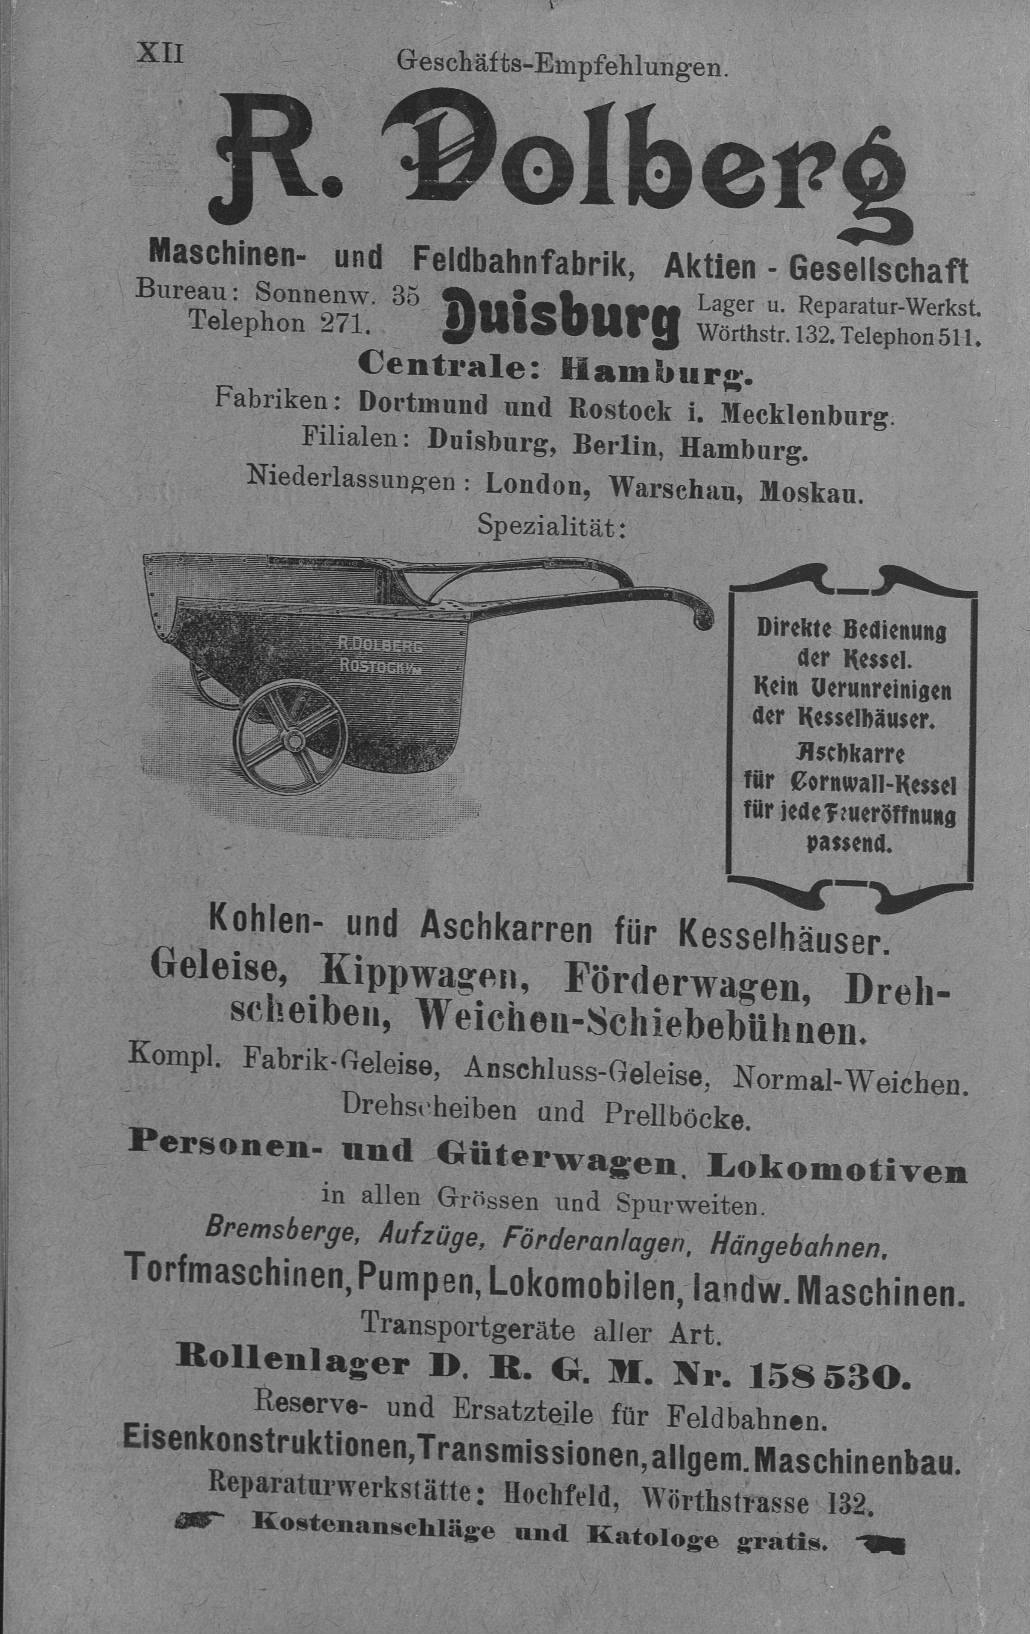 XII
Geschäfts-Empfehlungen.
R. Dolberg
Maschinen- und Feldbahnfabrik, Aktien-Gesellschaft
Bureau: Sonnenw. 35
Telephon 271.
Duisburg
Lager u. Reparatur-Werkst.
Wörthstr. 132. Telephon 511.
Centrale: Hamburg.
Fabriken: Dortmund und Rostock i. Mecklenburg.
Filialen: Duisburg, Berlin, Hamburg.
Niederlassungen: London, Warschau, Moskau.
Spezialität:
R. DOLBERG
ROSTOCK i/M
Direkte Bedienung
der Kessel.
Kein Verunreinigen
der Kesselhäuser.
Aschkarre
für Cornwall-Kessel
für jede Feueröffnung
passend.
Kohlen- und Aschkarren für Kesselhäuser.
Geleise, Kippwagen, Förderwagen, Dreh-
scheiben, Weichen-Schiebebühnen.
Kompl. Fabrik-Geleise, Anschluss-Geleise, Normal-Weichen.
Drehscheiben und Prellböcke.
Personen- und Güterwagen, Lokomotiven
in allen Grössen und Spurweiten.
Bremsberge, Aufzüge, Förderanlagen, Hängebahnen,
Torfmaschinen, Pumpen, Lokomobilen, landw. Maschinen.
Transportgeräte aller Art.
Rollenlager D. R. G. M. Nr. 158 530.
Reserve- und Ersatzteile für Feldbahnen.
Eisenkonstruktionen, Transmissionen, allgem. Maschinenbau.
Reparaturwerkstätte: Hochfeld, Wörthstrasse 132.
Kostenanschläge und Katologe gratis.